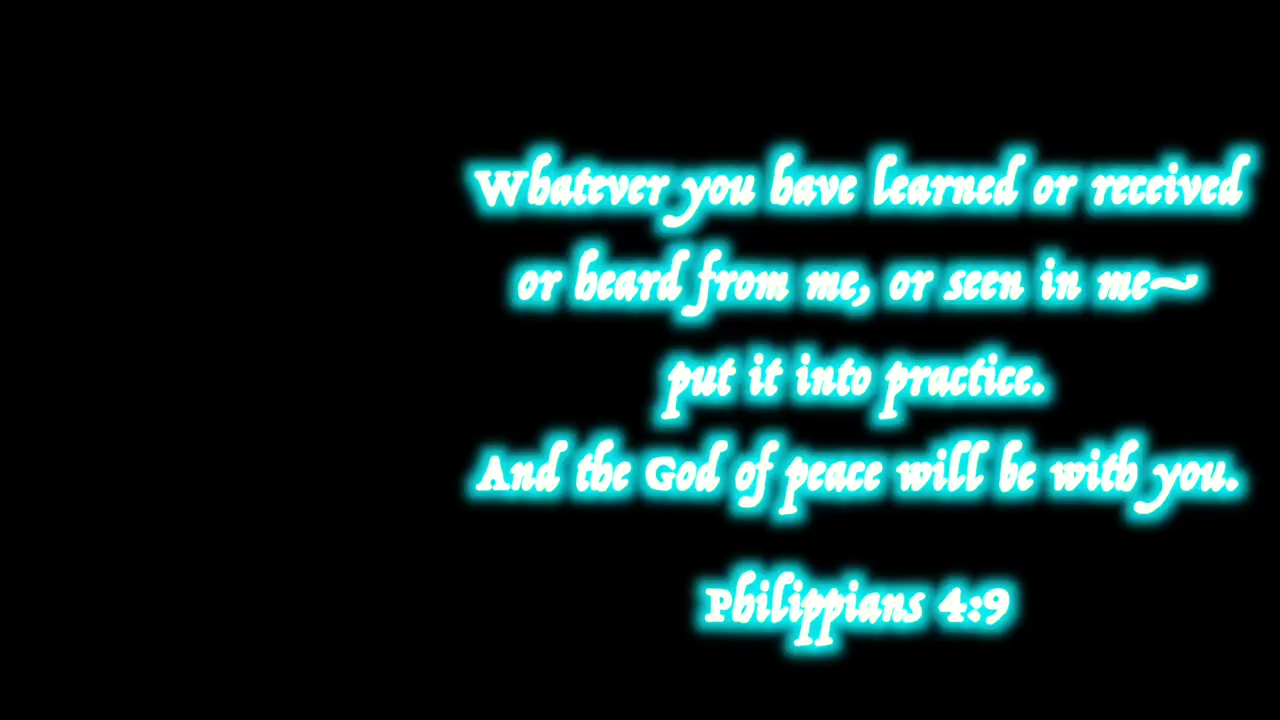 Whatever you have learned or received
or heard from me, or seen in me~
put it into practice.
And the God of peace will be with you.
Philippians 4:9